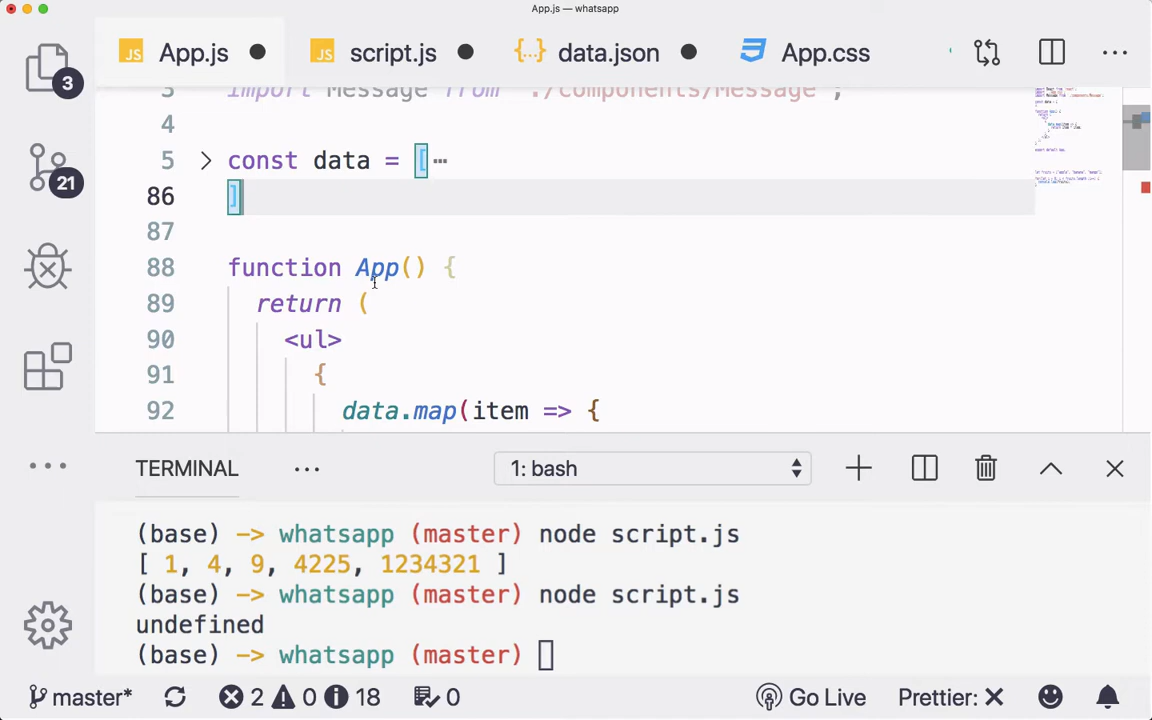 App.js — whatsapp
JS App.js
JS script.js
{..} data.json
App.css
3
21
3 import Message from "./components/Message";
4
5 const data = [
86 ]
87
88 function App() {
89 return (
90 <ul>
91 {
92 data.map(item => {
TERMINAL
1: bash
(base) -> whatsapp (master) node script.js
[ 1, 4, 9, 4225, 1234321 ]
(base) -> whatsapp (master) node script.js
undefined
(base) -> whatsapp (master)
master*
2 0 18 0
Go Live
Prettier: ✕